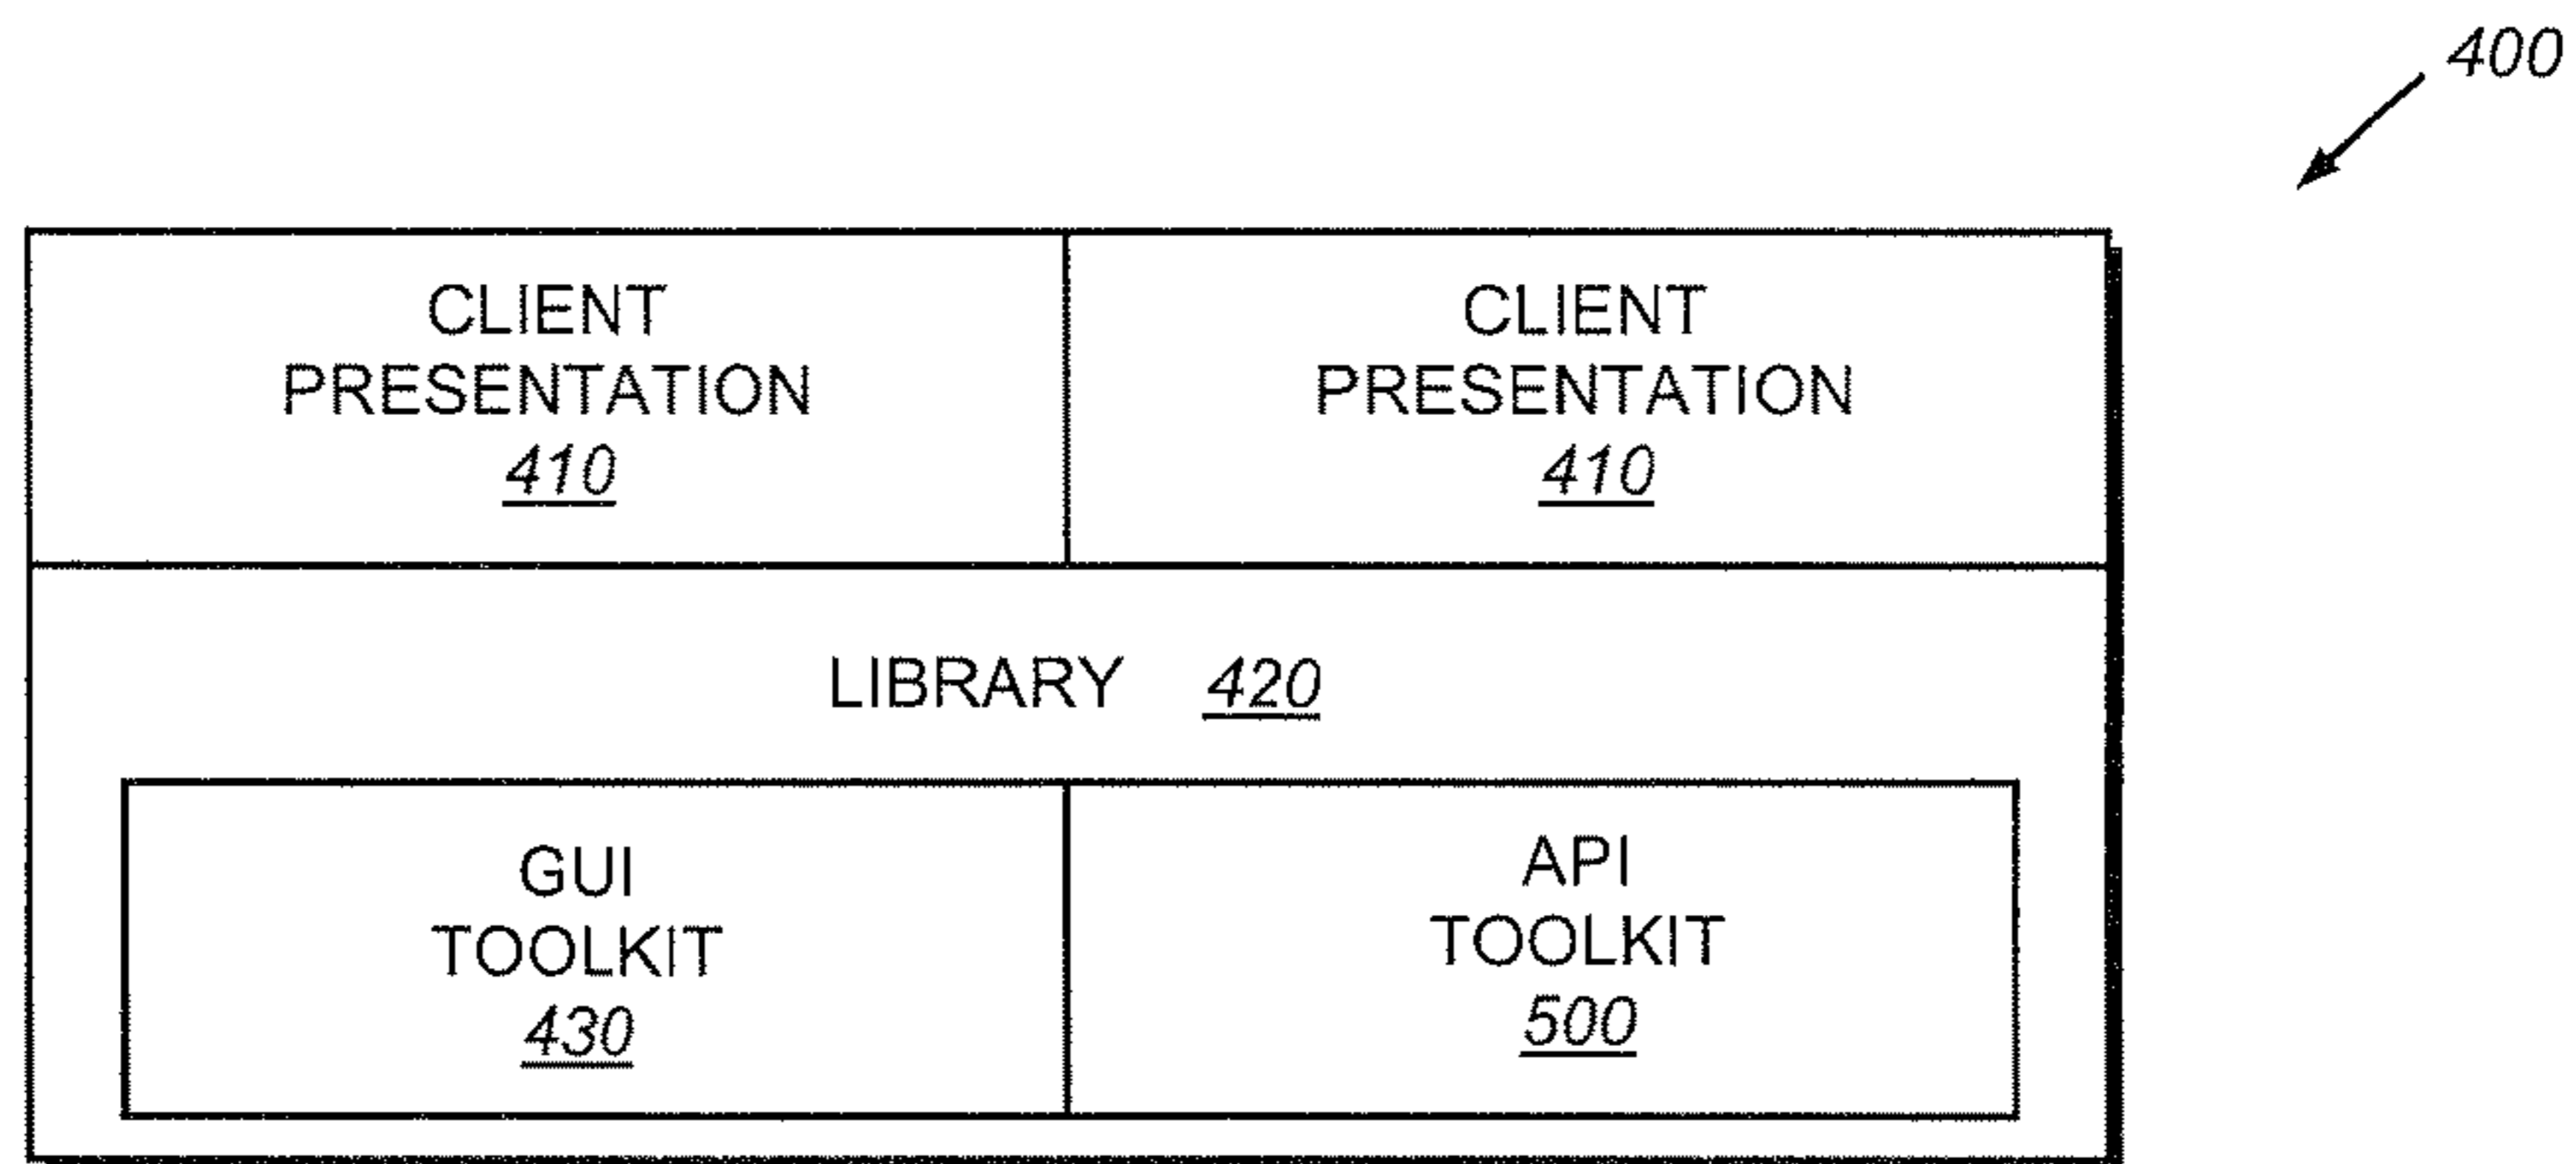 400
CLIENT
PRESENTATION
410
CLIENT
PRESENTATION
410
LIBRARY 420
GUI
TOOLKIT
430
API
TOOLKIT
500